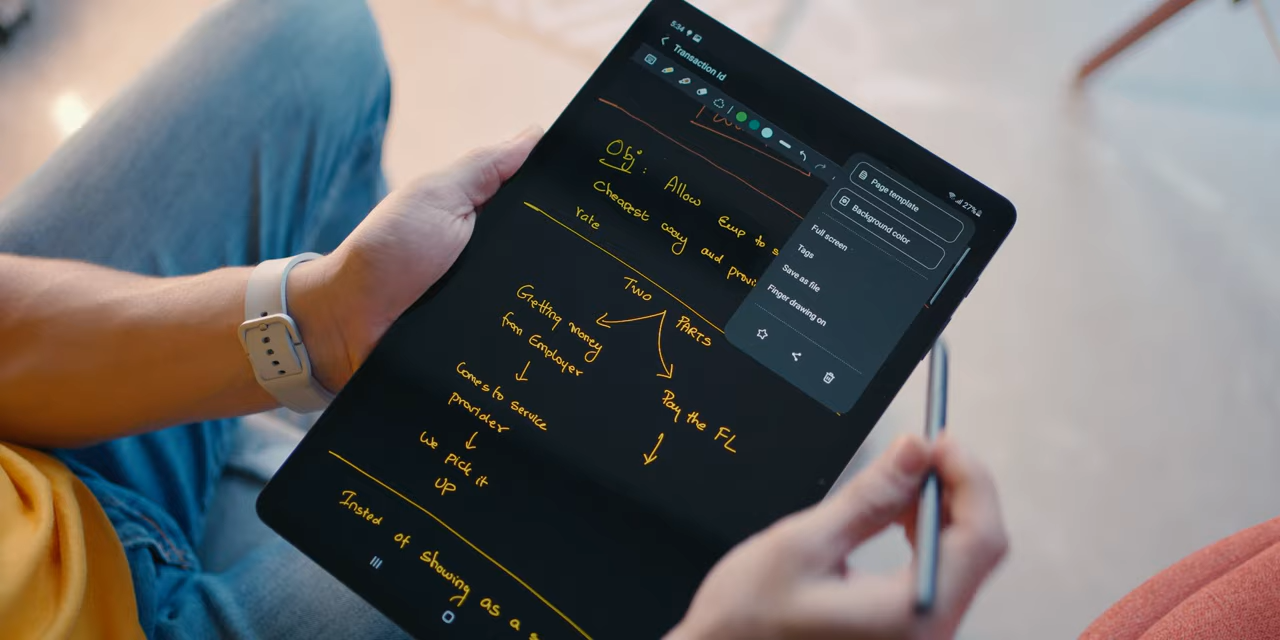 5:34
27%
Transaction Id
Page template
Background color
Full screen
Tags
Save as file
Finger drawing on
Obj: Allow Emp to
cheapest way and
rate
Two
PARTS
Getting money
from Employer
Comes to service
provider
We pick it
UP
Pay the FL
Insted of showing as a